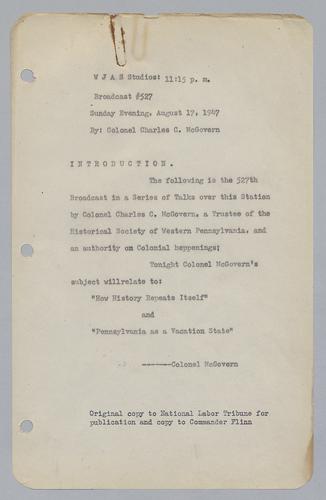 W J A S Studios: 11:15 p. m.
Broadcast #527
Sunday Evening, August 17, 1947
By: Colonel Charles C. McGovern
I N T R O D U C T I O N .
The following is the 527th
Broadcast in a Series of Talks over this Station
by Colonel Charles C. McGovern, a Trustee of the
Historical Society of Western Pennsylvania, and
an authority on Colonial happenings;
Tonight Colonel McGovern's
subject willrelate to:
"How History Repeats Itself"
and
"Pennsylvania as a Vacation State"
-------Colonel McGovern
Original copy to National Labor Tribune for
publication and copy to Commander Flinn